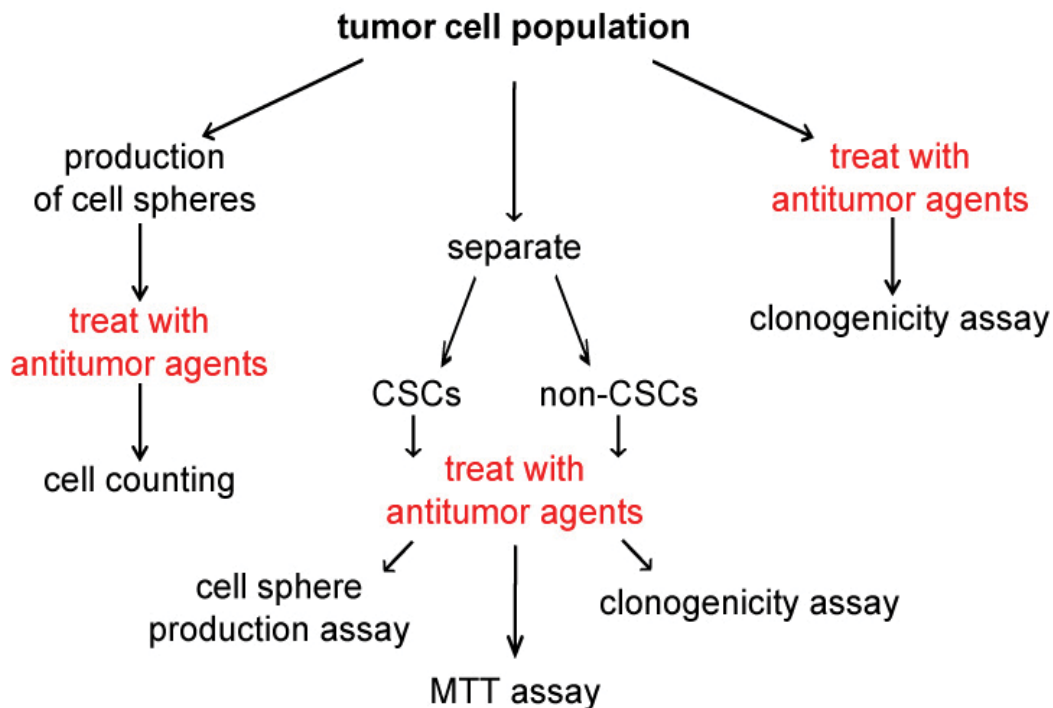 tumor cell population
production
of cell spheres
treat with
antitumor agents
cell counting
separate
CSCs
non-CSCs
treat with
antitumor agents
cell sphere
production assay
MTT assay
clonogenicity assay
treat with
antitumor agents
clonogenicity assay